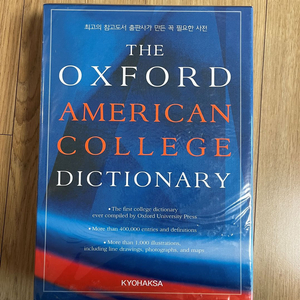 최고의 참고도서 출판사가 만든 꼭 필요한 사전
THE
OXFORD
AMERICAN
COLLEGE
DICTIONARY
•The first college dictionary
ever compiled by Oxford University Press
•More than 400,000 entries and definitions
•More than 1,000 illustrations,
including line drawings, photographs, and maps
KYOHAKSA